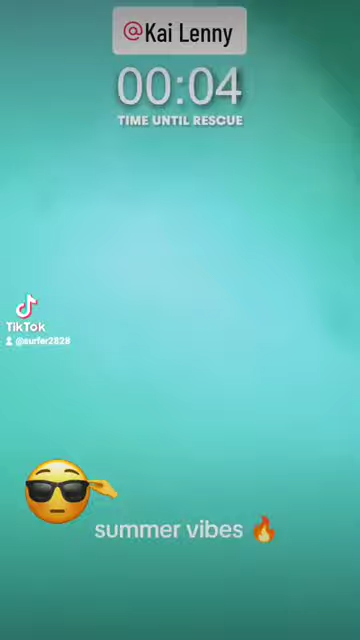 @Kai Lenny
00:04
TIME UNTIL RESCUE
TikTok
@surfer2828
summer vibes 🔥